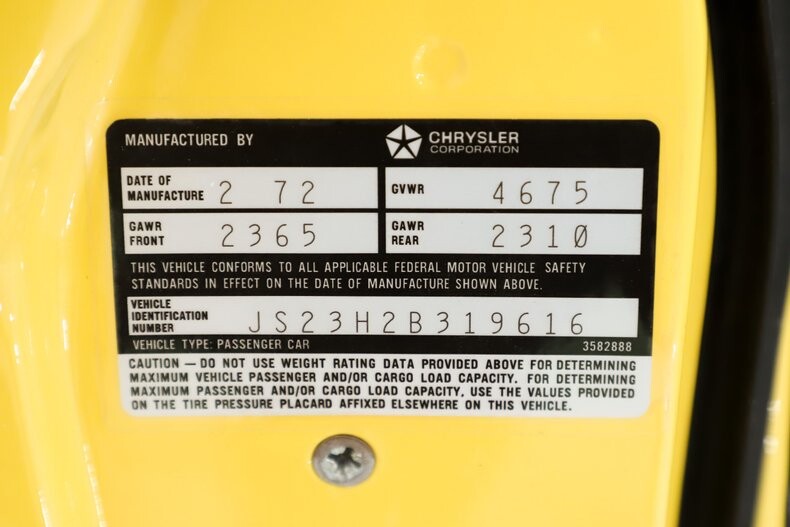 MANUFACTURED BY CHRYSLER CORPORATION
DATE OF MANUFACTURE 2 72 GVWR 4675
GAWR FRONT 2365 GAWR REAR 2310
THIS VEHICLE CONFORMS TO ALL APPLICABLE FEDERAL MOTOR VEHICLE SAFETY
STANDARDS IN EFFECT ON THE DATE OF MANUFACTURE SHOWN ABOVE.
VEHICLE IDENTIFICATION NUMBER JS23H2B319616
VEHICLE TYPE: PASSENGER CAR 3582888
CAUTION — DO NOT USE WEIGHT RATING DATA PROVIDED ABOVE FOR DETERMINING
MAXIMUM VEHICLE PASSENGER AND/OR CARGO LOAD CAPACITY. FOR DETERMINING
MAXIMUM PASSENGER AND/OR CARGO LOAD CAPACITY, USE THE VALUES PROVIDED
ON THE TIRE PRESSURE PLACARD AFFIXED ELSEWHERE ON THIS VEHICLE.